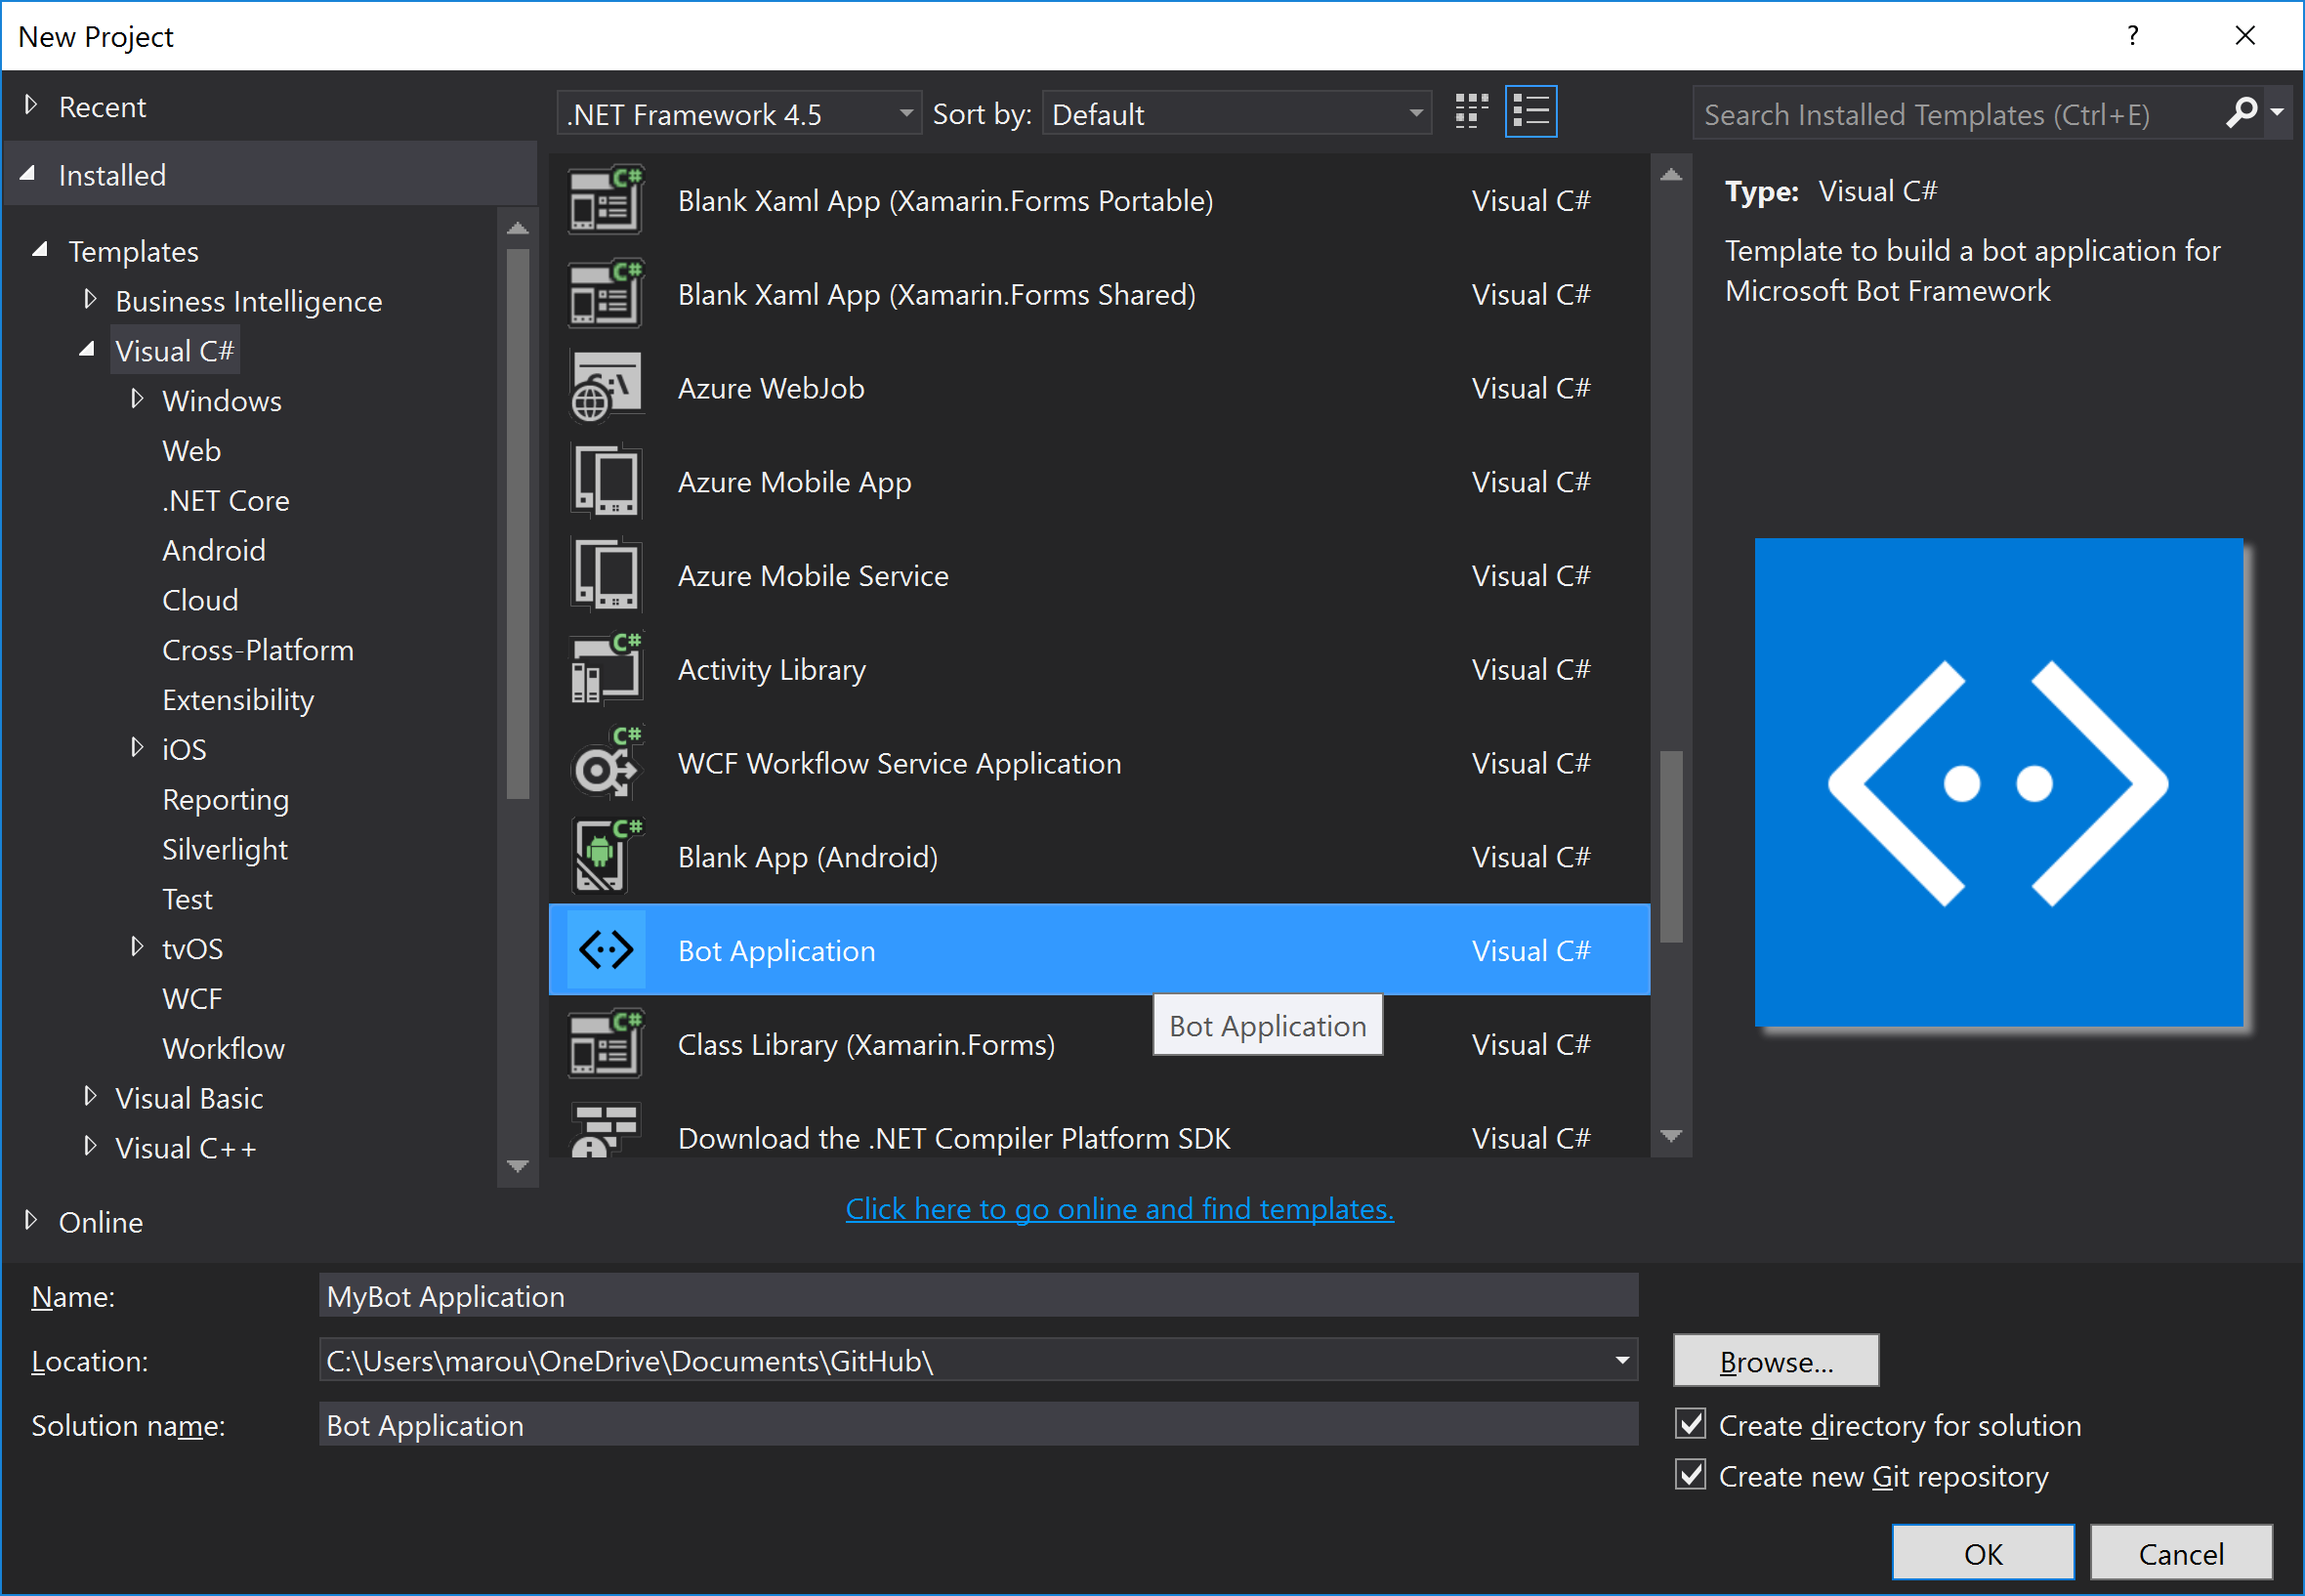 New Project
?
Recent
.NET Framework 4.5
Sort by:
Default
Search Installed Templates (Ctrl+E)
Installed
Templates
Business Intelligence
Visual C#
Windows
Web
.NET Core
Android
Cloud
Cross-Platform
Extensibility
iOS
Reporting
Silverlight
Test
tvOS
WCF
Workflow
Visual Basic
Visual C++
Online
Blank Xaml App (Xamarin.Forms Portable) Visual C#
Blank Xaml App (Xamarin.Forms Shared) Visual C#
Azure WebJob Visual C#
Azure Mobile App Visual C#
Azure Mobile Service Visual C#
Activity Library Visual C#
WCF Workflow Service Application Visual C#
Blank App (Android) Visual C#
Bot Application Visual C#
Bot Application
Class Library (Xamarin.Forms) Visual C#
Download the .NET Compiler Platform SDK Visual C#
Click here to go online and find templates.
Type: Visual C#
Template to build a bot application for
Microsoft Bot Framework
Name: MyBot Application
Location: C:\Users\marou\OneDrive\Documents\GitHub\
Browse...
Solution name: Bot Application
Create directory for solution
Create new Git repository
OK
Cancel